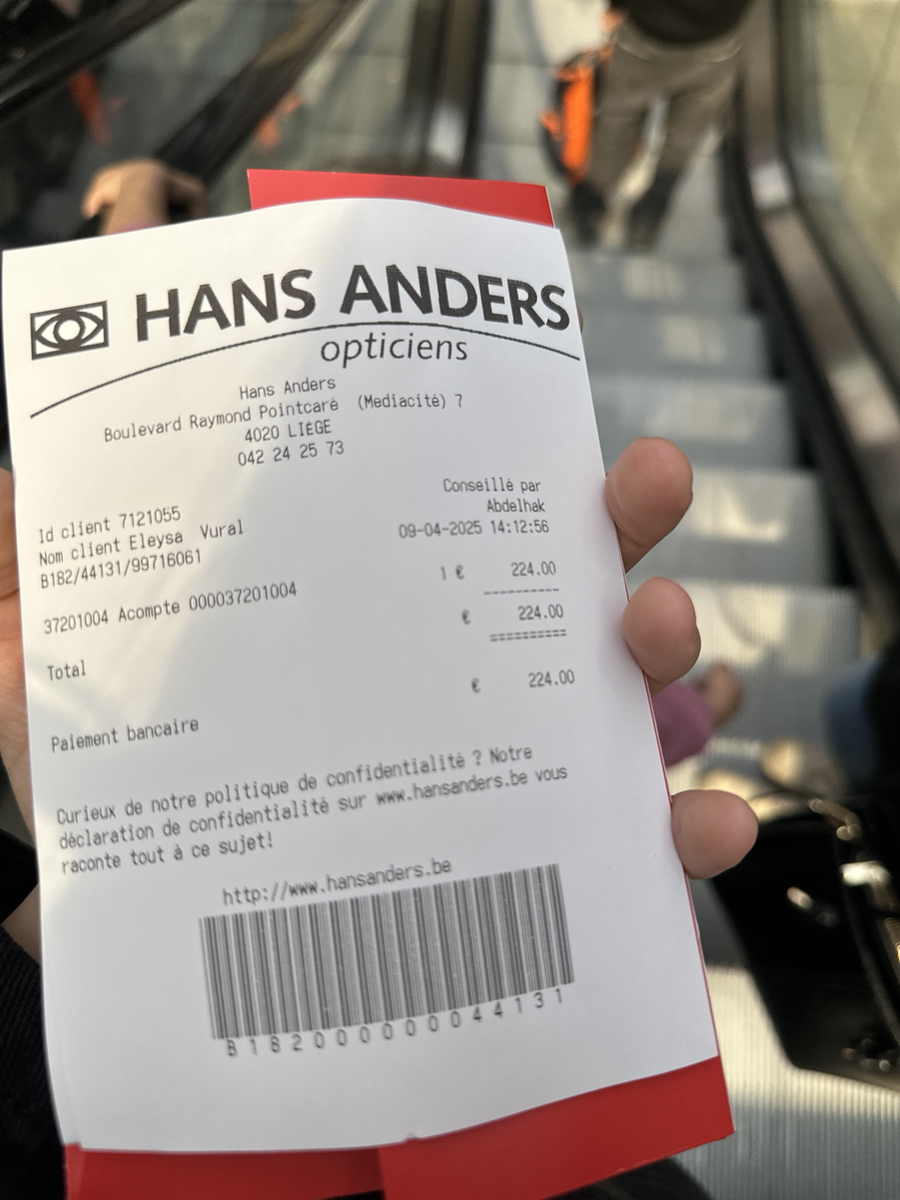 HANS ANDERS
opticiens
Hans Anders
Boulevard Raymond Pointcaré (Mediacité) 7
4020 LIÈGE
042 24 25 73
Conseillé par
Abdelhak
09-04-2025 14:12:56
Id client 7121055
Nom client Eleysa Vural
B182/44131/99716061
37201004 Acompte 000037201004 1 € 224.00
----------
Total € 224.00
==========
Paiement bancaire € 224.00
Curieux de notre politique de confidentialité ? Notre
déclaration de confidentialité sur www.hansanders.be vous
raconte tout à ce sujet!
http://www.hansanders.be
B182000000044131